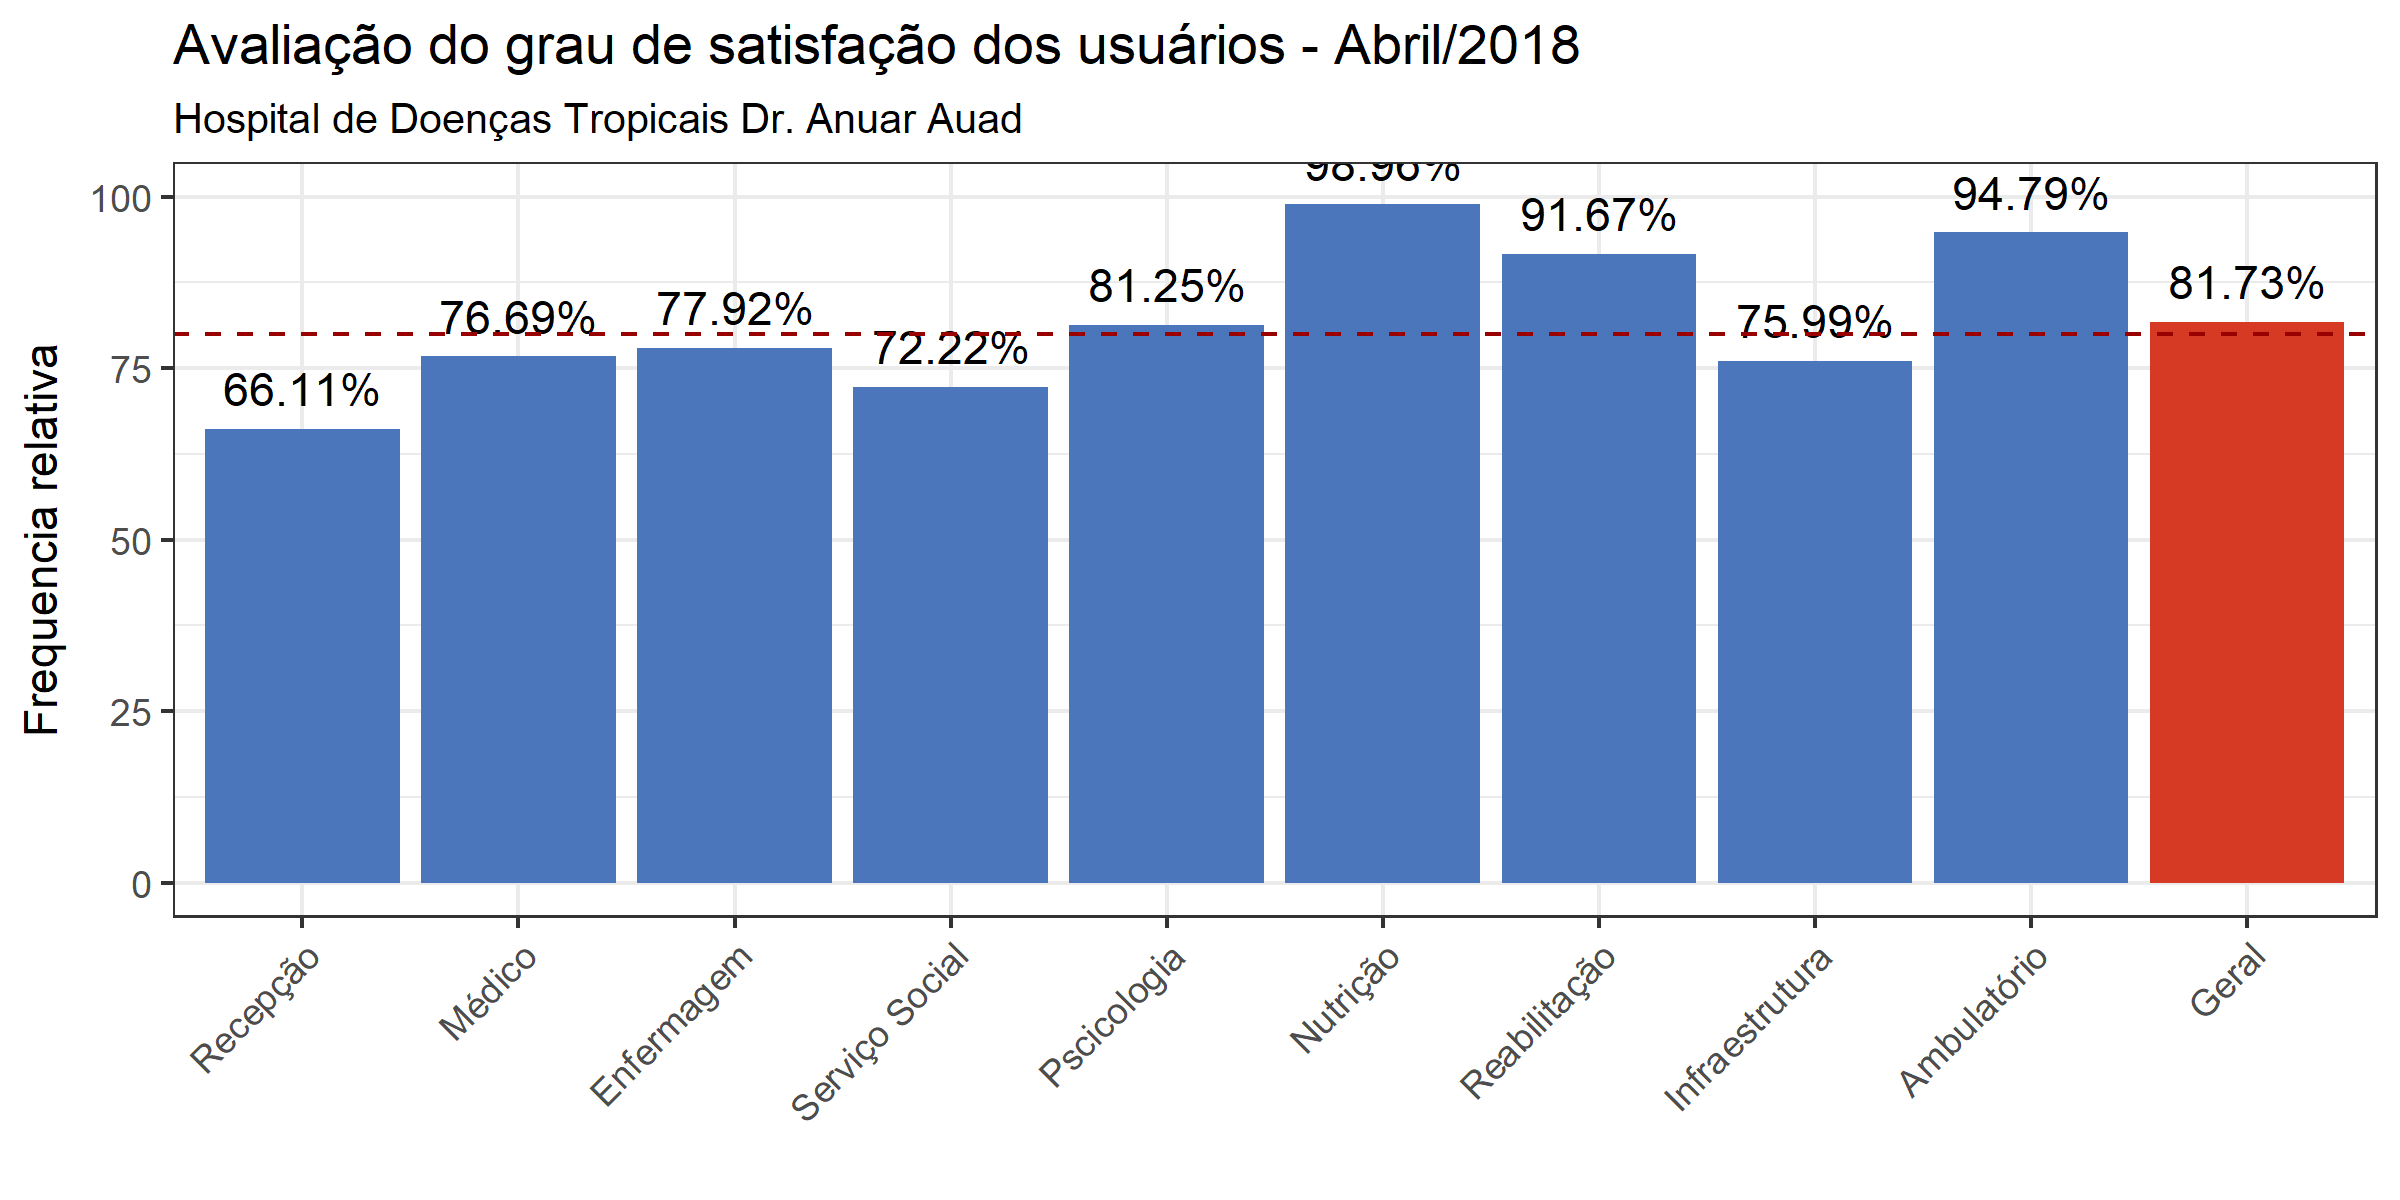 Avaliação do grau de satisfação dos usuários - Abril/2018
Hospital de Doenças Tropicais Dr. Anuar Auad
Frequencia relativa
100
75
50
25
0
66.11%
76.69%
77.92%
72.22%
81.25%
98.96%
91.67%
75.99%
94.79%
81.73%
Recepção
Médico
Enfermagem
Serviço Social
Pscicologia
Nutrição
Reabilitação
Infraestrutura
Ambulatório
Geral